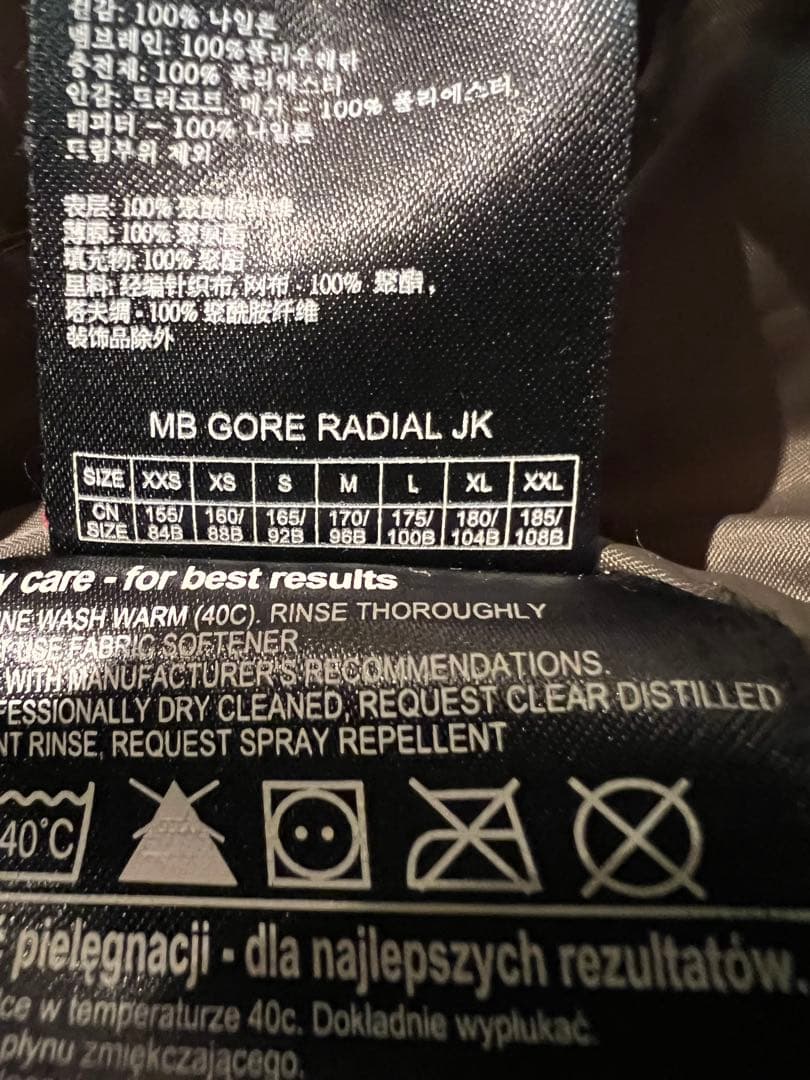 겉감: 100% 나일론
멤브레인: 100% 폴리우레탄
충전재: 100% 폴리에스터
안감: 트리코트, 메쉬 - 100% 폴리에스터,
태피터 - 100% 나일론
트림부위 제외
表层: 100% 聚酰胺纤维
薄膜: 100% 聚氨酯
填充物: 100% 聚酯
里料: 经编针织布, 网布 - 100% 聚酯,
塔夫绸 - 100% 聚酰胺纤维
装饰品除外
MB GORE RADIAL JK
SIZE XXS XS S M L XL XXL
CN SIZE 155/84B 160/88B 165/92B 170/96B 175/100B 180/104B 185/108B
care - for best results
WASH WARM (40C). RINSE THOROUGHLY
USE FABRIC SOFTENER
WITH MANUFACTURER'S RECOMMENDATIONS.
FESSIONALLY DRY CLEANED, REQUEST CLEAR DISTILLED
NT RINSE, REQUEST SPRAY REPELLENT
40°C
pielęgnacji - dla najlepszych rezultatów.
ce w temperaturze 40c. Dokladnie wypłukać
płynu zmiękczającego.